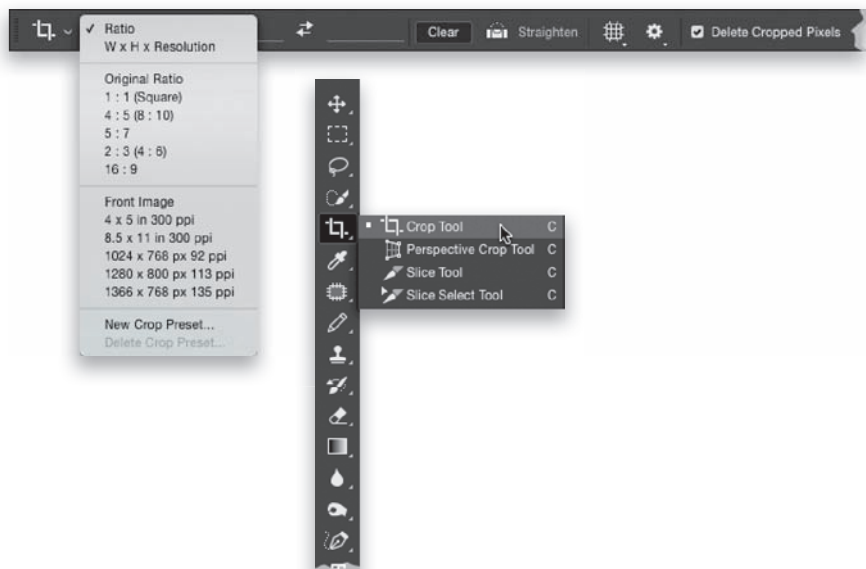 Ratio
W x H x Resolution
Original Ratio
1 : 1 (Square)
4 : 5 (8 : 10)
5 : 7
2 : 3 (4 : 6)
16 : 9
Front Image
4 x 5 in 300 ppi
8.5 x 11 in 300 ppi
1024 x 768 px 92 ppi
1280 x 800 px 113 ppi
1366 x 768 px 135 ppi
New Crop Preset...
Delete Crop Preset...
Clear
Straighten
Delete Cropped Pixels
Crop Tool C
Perspective Crop Tool C
Slice Tool C
Slice Select Tool C